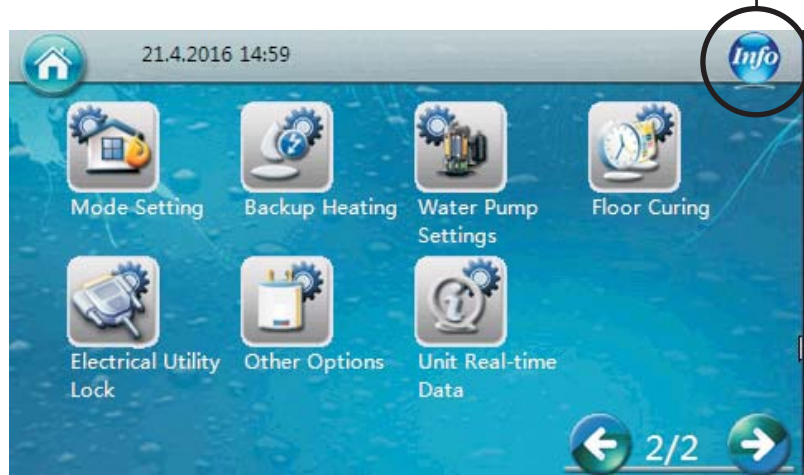 21.4.2016 14:59
Info
Mode Setting
Backup Heating
Water Pump
Settings
Floor Curing
Electrical Utility
Lock
Other Options
Unit Real-time
Data
2/2